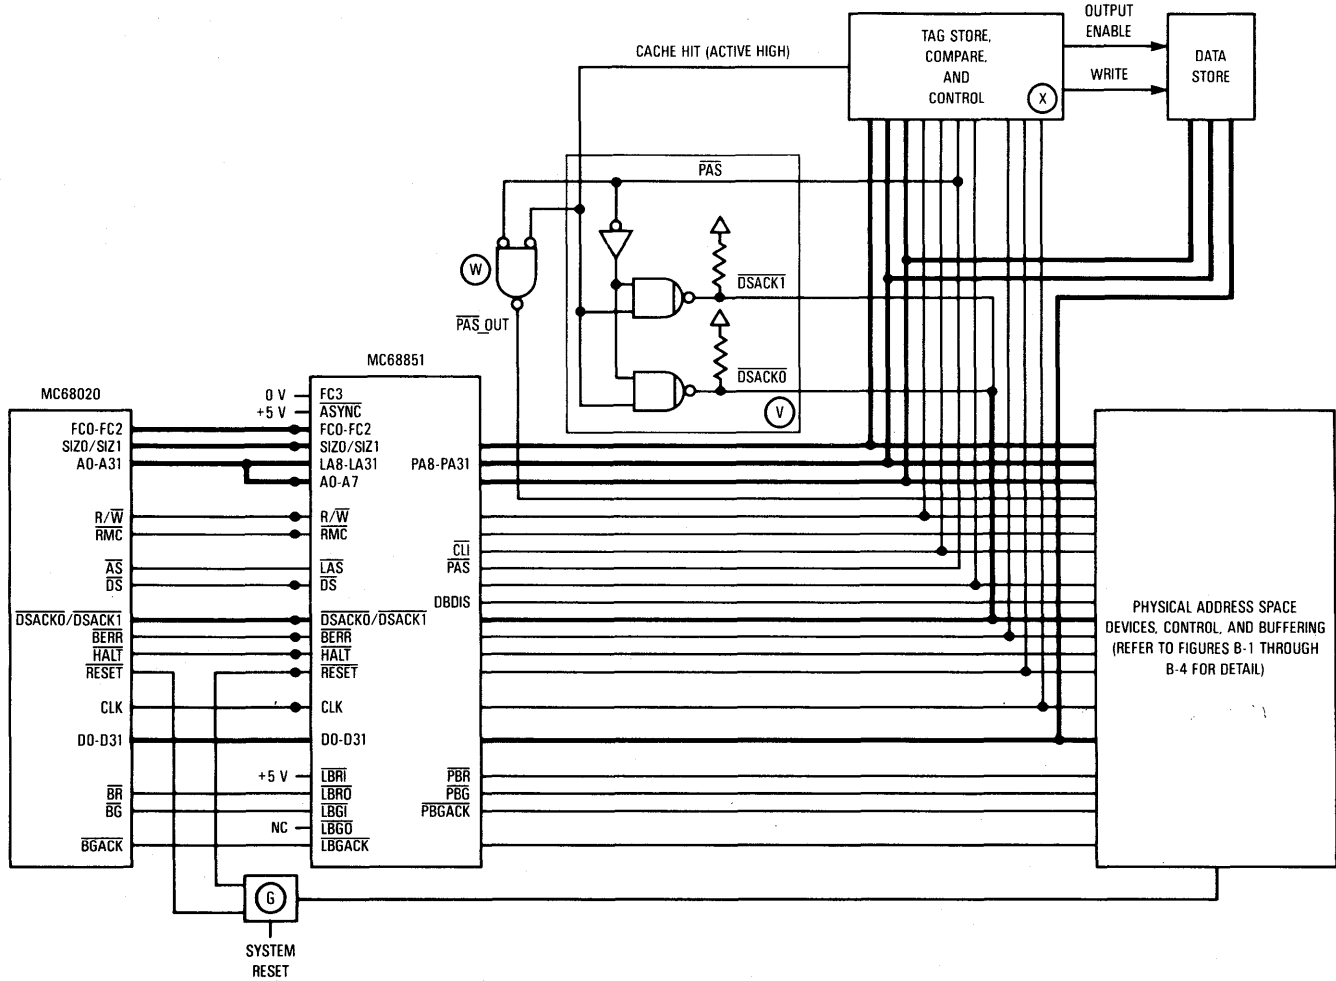 OUTPUT
ENABLE
TAG STORE,
COMPARE,
AND
CONTROL
X
WRITE
DATA
STORE
CACHE HIT (ACTIVE HIGH)
PAS
W
DSACK1
PAS_OUT
DSACK0
V
MC68020
FC0-FC2
SIZ0/SIZ1
A0-A31
R/W
RMC
AS
DS
DSACK0/DSACK1
BERR
HALT
RESET
CLK
D0-D31
BR
BG
BGACK
MC68851
0 V
+5 V
FC3
ASYNC
FC0-FC2
SIZ0/SIZ1
LA8-LA31
A0-A7
R/W
RMC
LAS
DS
DSACK0/DSACK1
BERR
HALT
RESET
CLK
D0-D31
+5 V
LBRI
LBRO
LBGI
NC
LBGO
LBGACK
PA8-PA31
CLI
PAS
DBDIS
PBR
PBG
PBGACK
PHYSICAL ADDRESS SPACE
DEVICES, CONTROL, AND BUFFERING
(REFER TO FIGURES B-1 THROUGH
B-4 FOR DETAIL)
G
SYSTEM
RESET